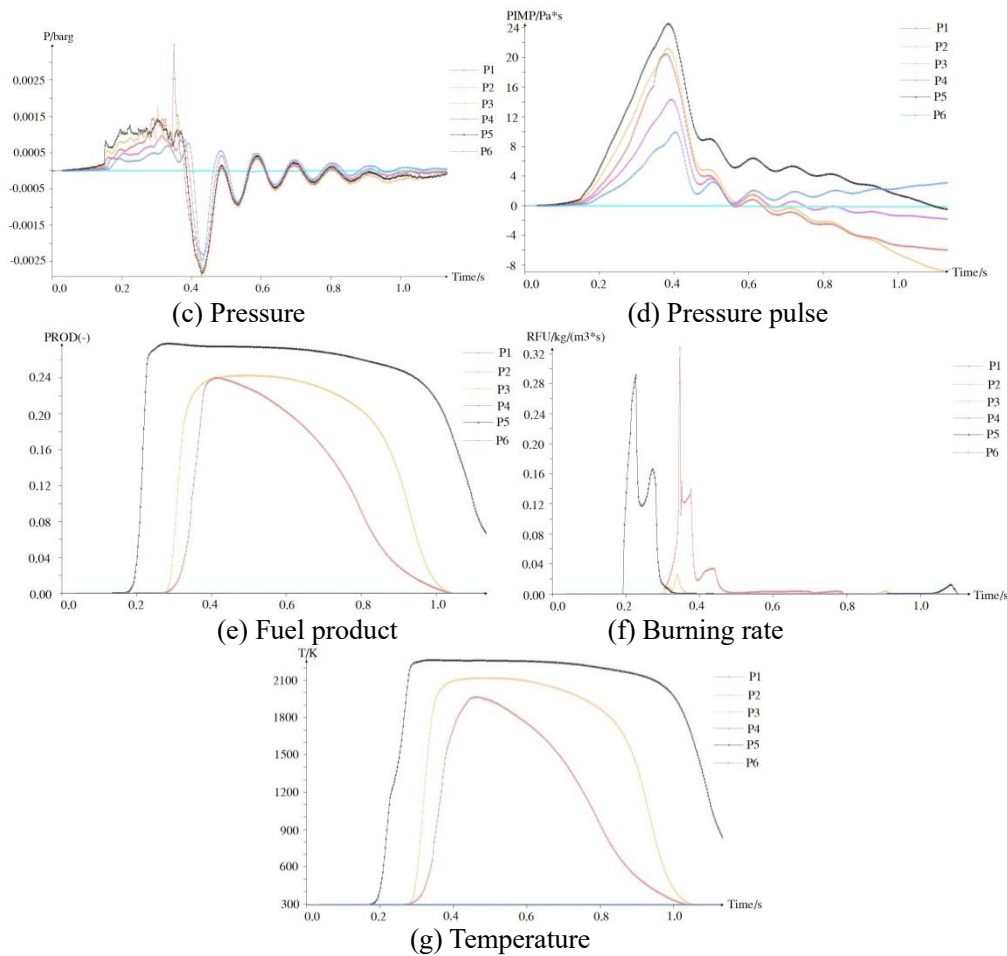 P/barg
0.0025
0.0015
0.0005
-0.0005
-0.0015
-0.0025
0.0 0.2 0.4 0.6 0.8 1.0 Time/s
P1
P2
P3
P4
P5
P6
(c) Pressure
PIMP/Pa*s
24
20
16
12
8
4
0
-4
-8
0.0 0.2 0.4 0.6 0.8 1.0 Time/s
P1
P2
P3
P4
P5
P6
(d) Pressure pulse
PROD(-)
0.24
0.20
0.16
0.12
0.08
0.04
0.00
0.0 0.2 0.4 0.6 0.8 1.0 Time/s
P1
P2
P3
P4
P5
P6
(e) Fuel product
RFU/kg/(m3*s)
0.32
0.28
0.24
0.20
0.16
0.12
0.08
0.04
0.00
0.0 0.2 0.4 0.6 0.8 1.0 Time/s
P1
P2
P3
P4
P5
P6
(f) Burning rate
T/K
2100
1800
1500
1200
900
600
300
0.0 0.2 0.4 0.6 0.8 1.0 Time/s
P1
P2
P3
P4
P5
P6
(g) Temperature